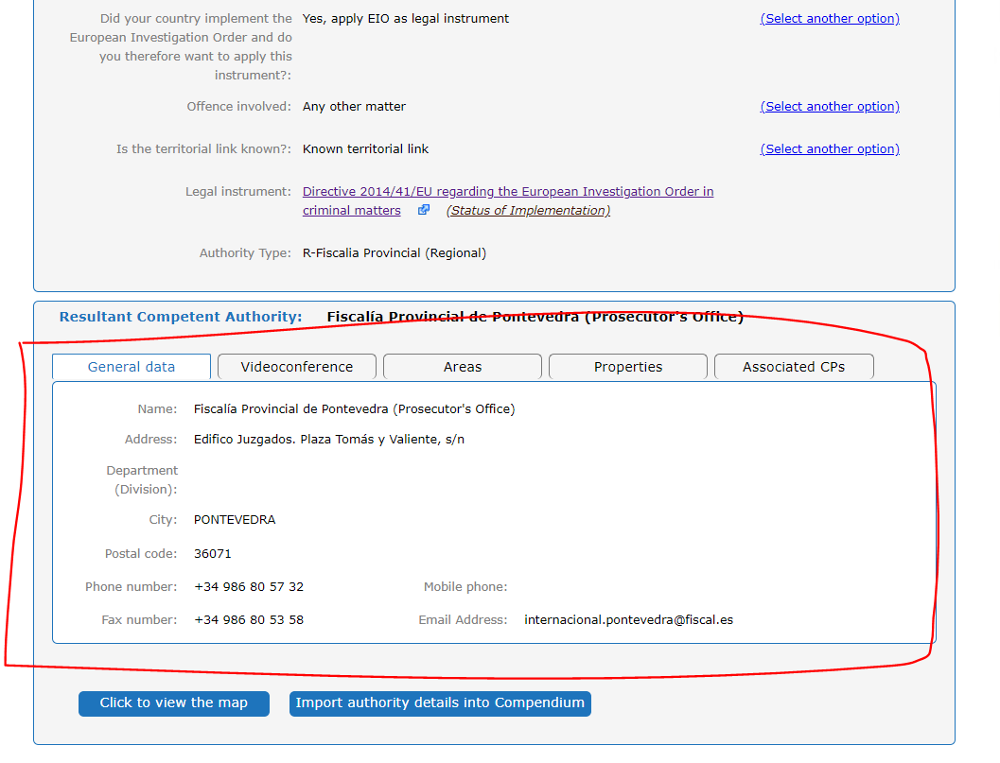 Did your country implement the Yes, apply EIO as legal instrument (Select another option)
European Investigation Order and do
you therefore want to apply this
instrument?:
Offence involved: Any other matter (Select another option)
Is the territorial link known?: Known territorial link (Select another option)
Legal instrument: Directive 2014/41/EU regarding the European Investigation Order in
criminal matters (Status of Implementation)
Authority Type: R-Fiscalia Provincial (Regional)
Resultant Competent Authority: Fiscalía Provincial de Pontevedra (Prosecutor's Office)
General data Videoconference Areas Properties Associated CPs
Name: Fiscalía Provincial de Pontevedra (Prosecutor's Office)
Address: Edifico Juzgados. Plaza Tomás y Valiente, s/n
Department
(Division):
City: PONTEVEDRA
Postal code: 36071
Phone number: +34 986 80 57 32 Mobile phone:
Fax number: +34 986 80 53 58 Email Address: internacional.pontevedra@fiscal.es
Click to view the map Import authority details into Compendium